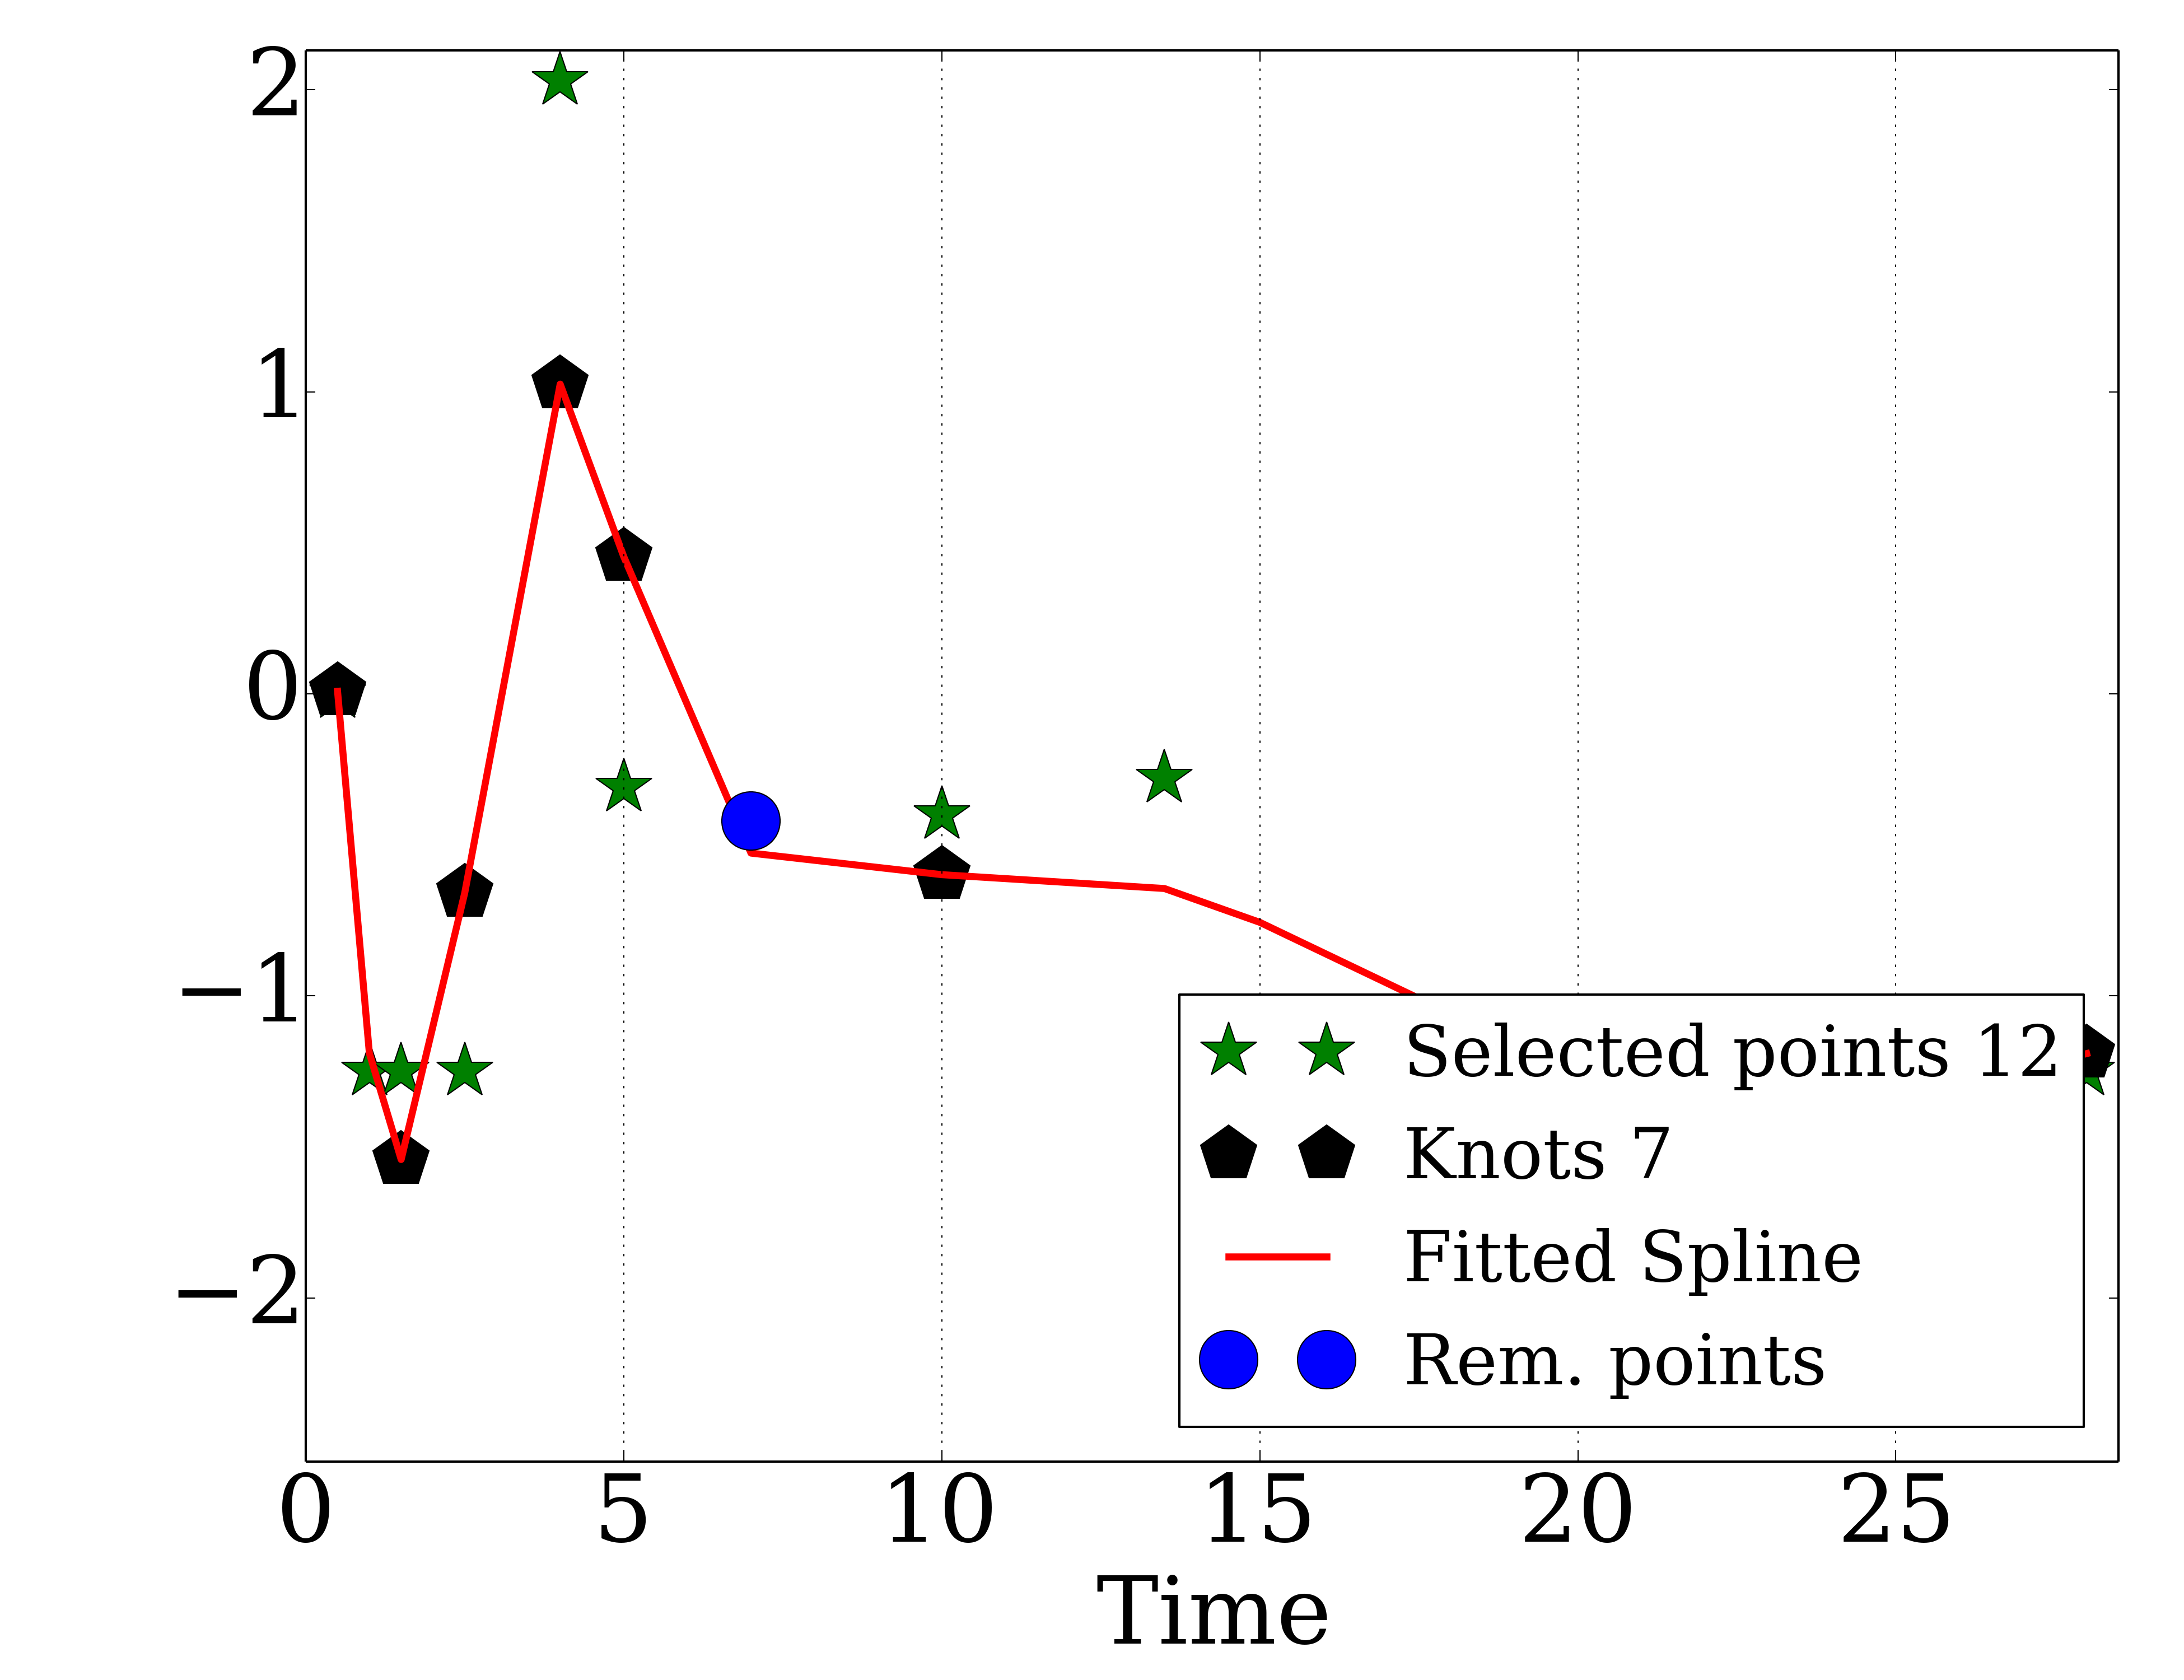 2
1
0
−1
−2
Selected points 12
Knots 7
Fitted Spline
Rem. points
0 5 10 15 20 25
Time